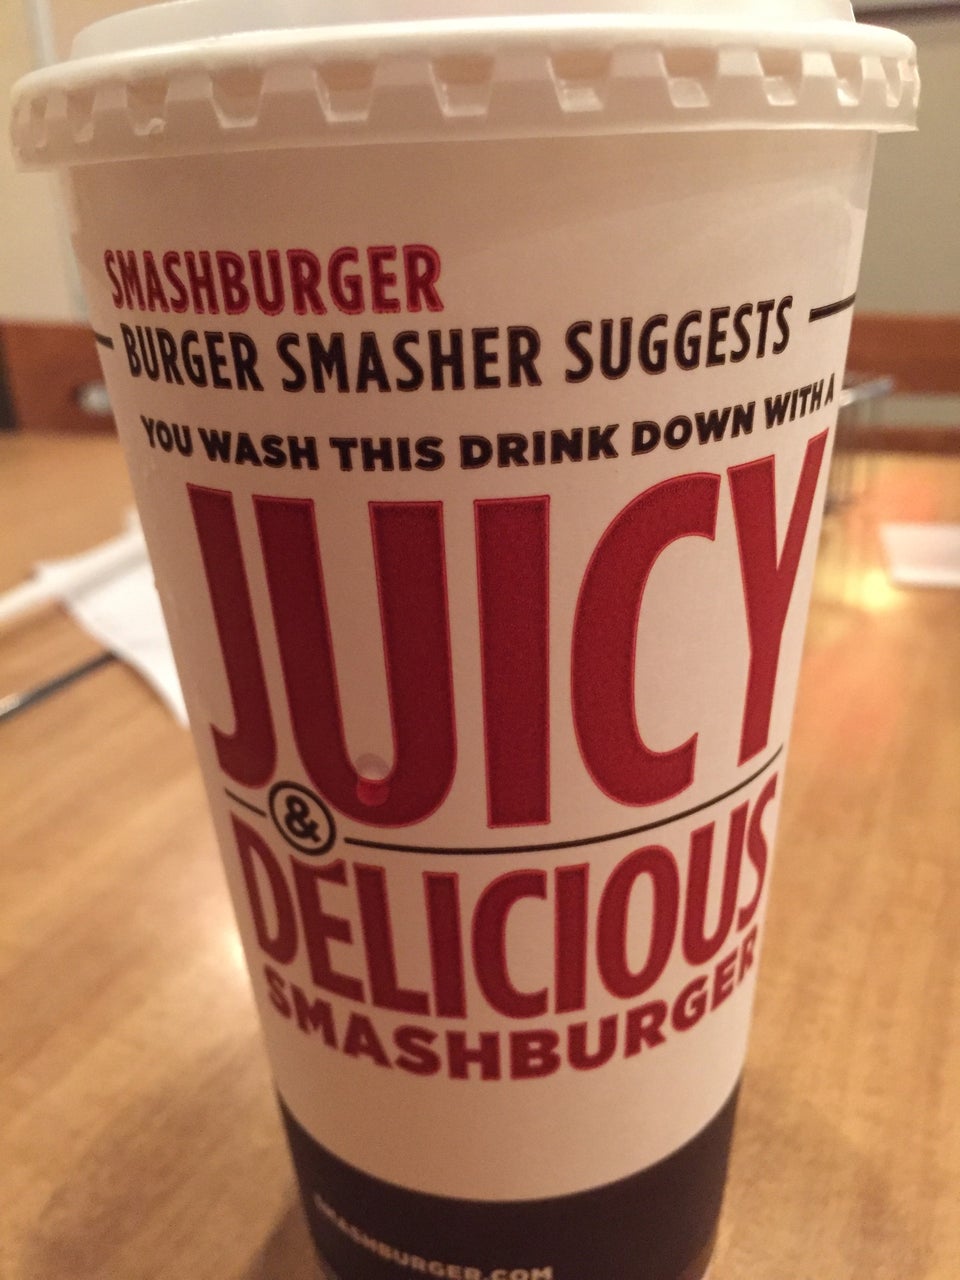 SMASHBURGER
BURGER SMASHER SUGGESTS
YOU WASH THIS DRINK DOWN WITH A
JUICY
&
DELICIOUS
SMASHBURGER
SMASHBURGER.COM